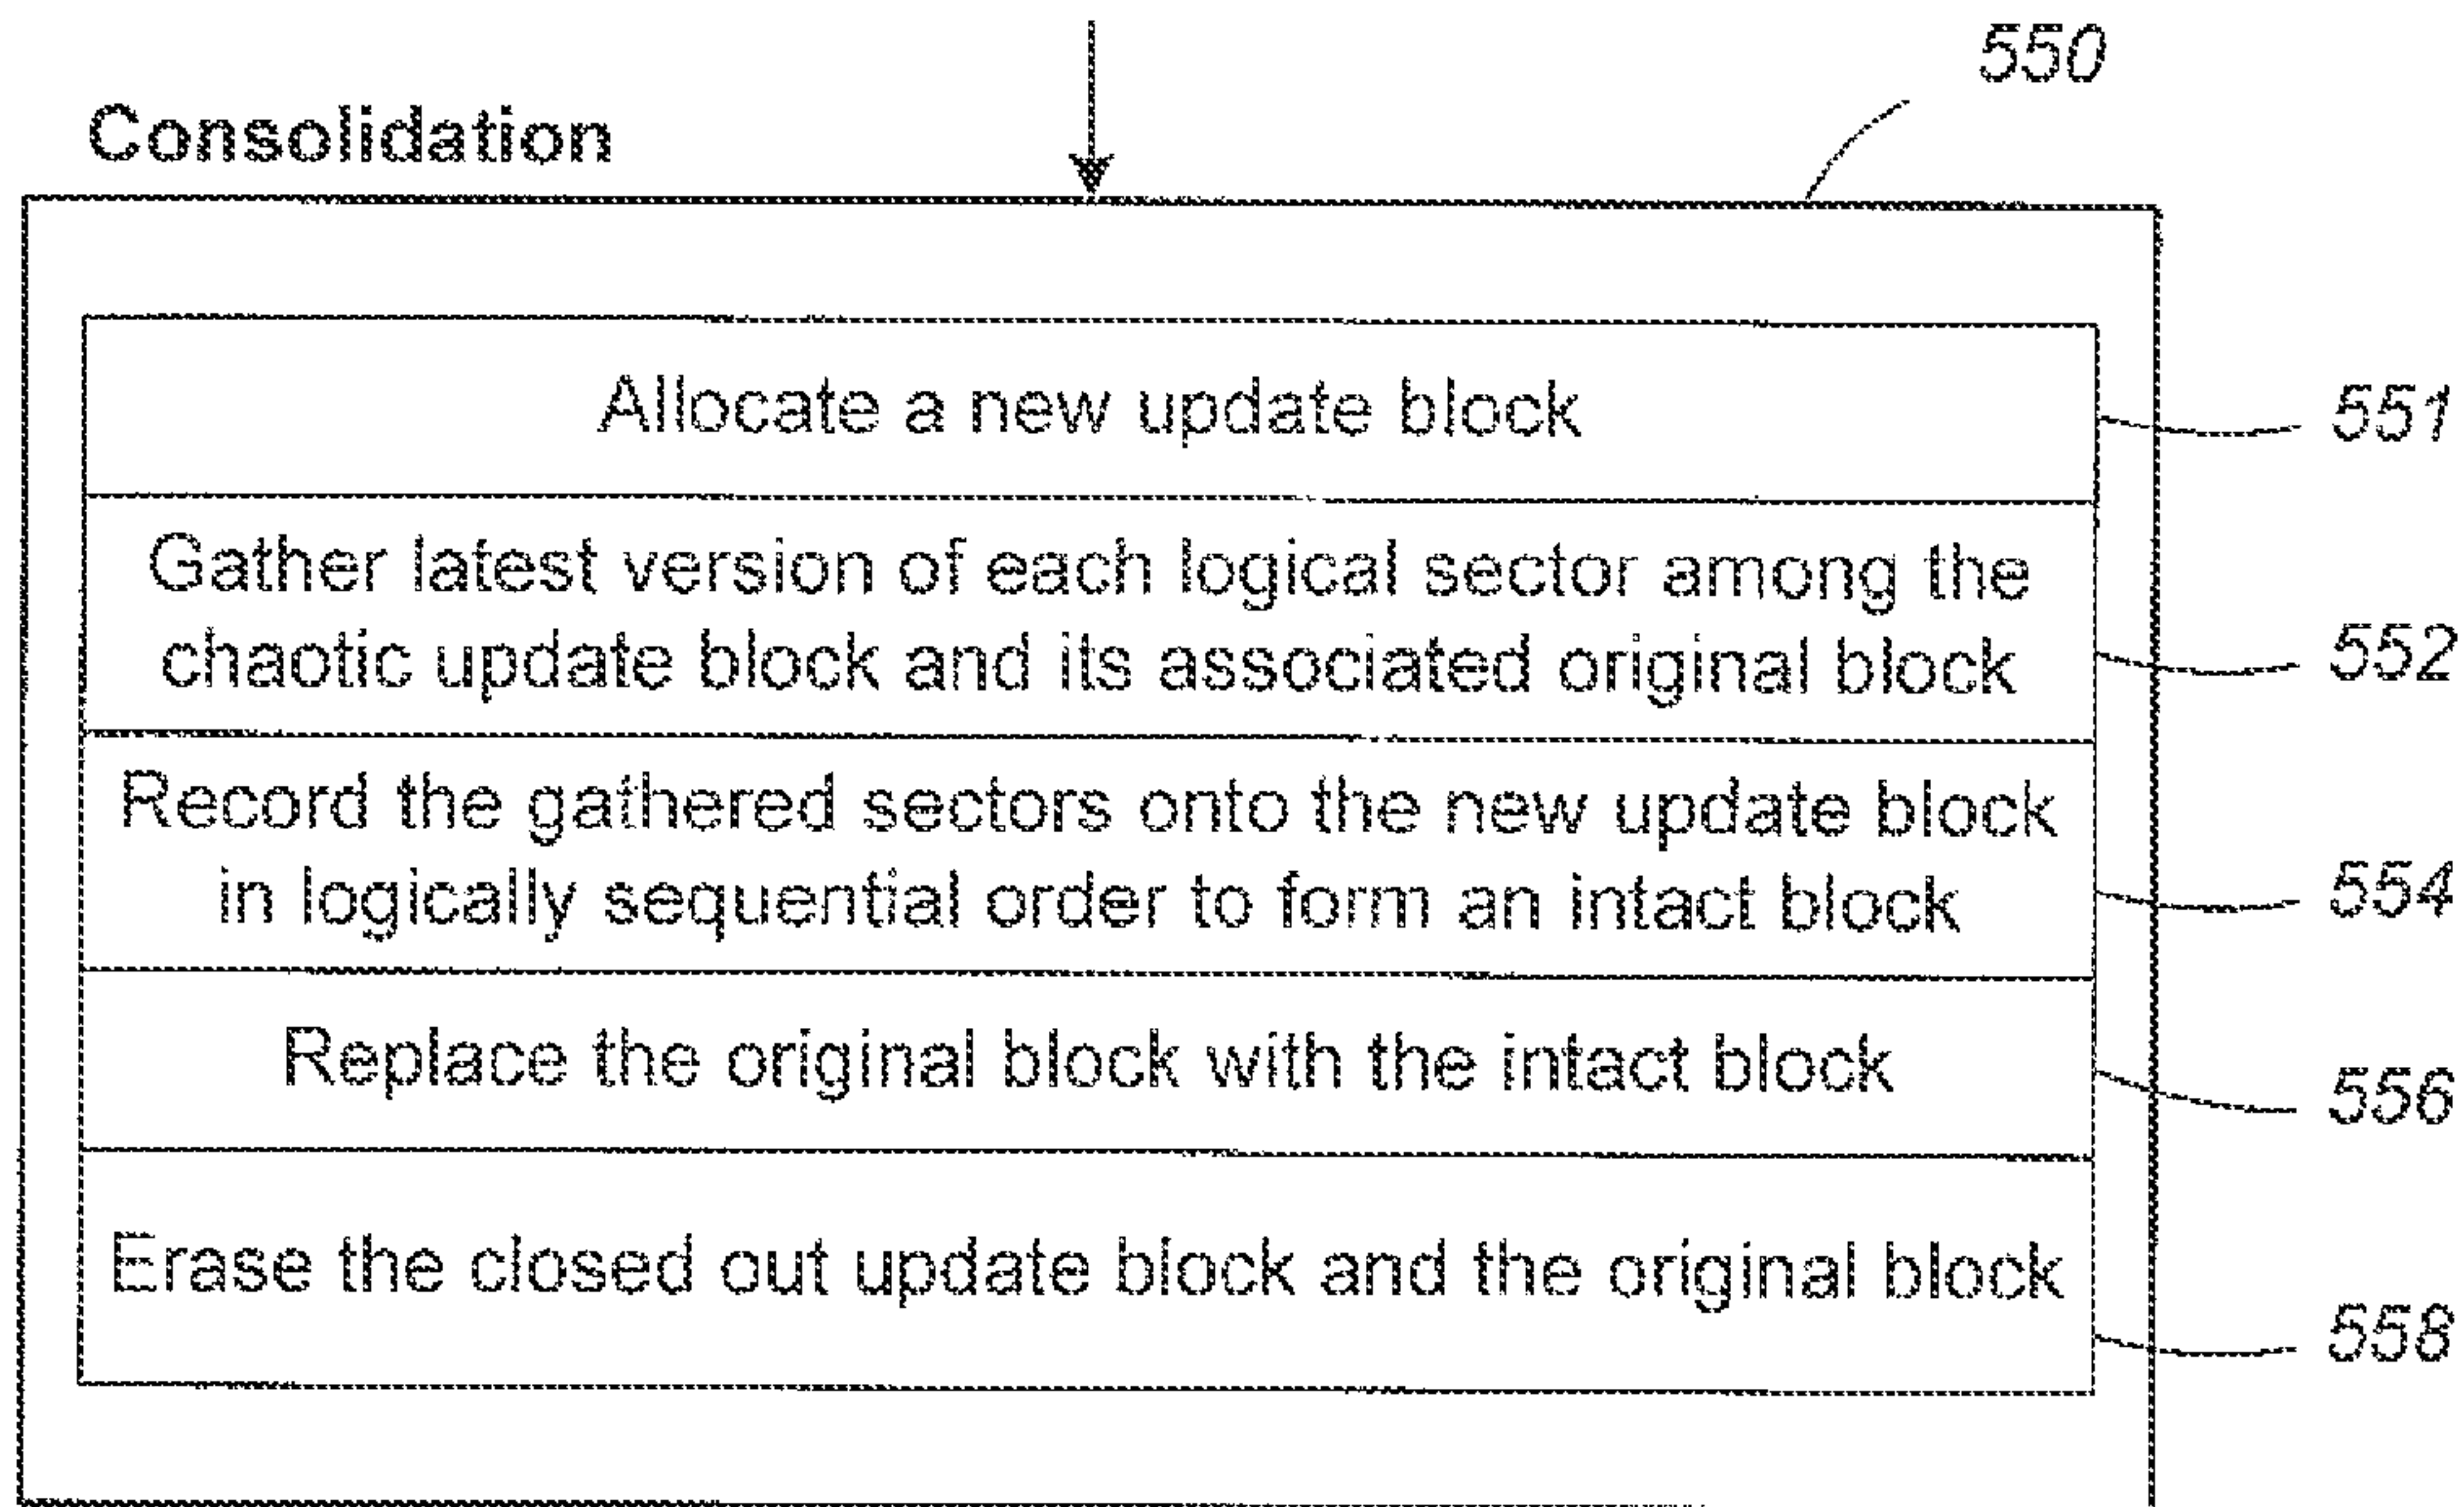 550
Consolidation
Allocate a new update block
551
Gather latest version of each logical sector among the
chaotic update block and its associated original block
552
Record the gathered sectors onto the new update block
in logically sequential order to form an intact block
554
Replace the original block with the intact block
556
Erase the closed out update block and the original block
558